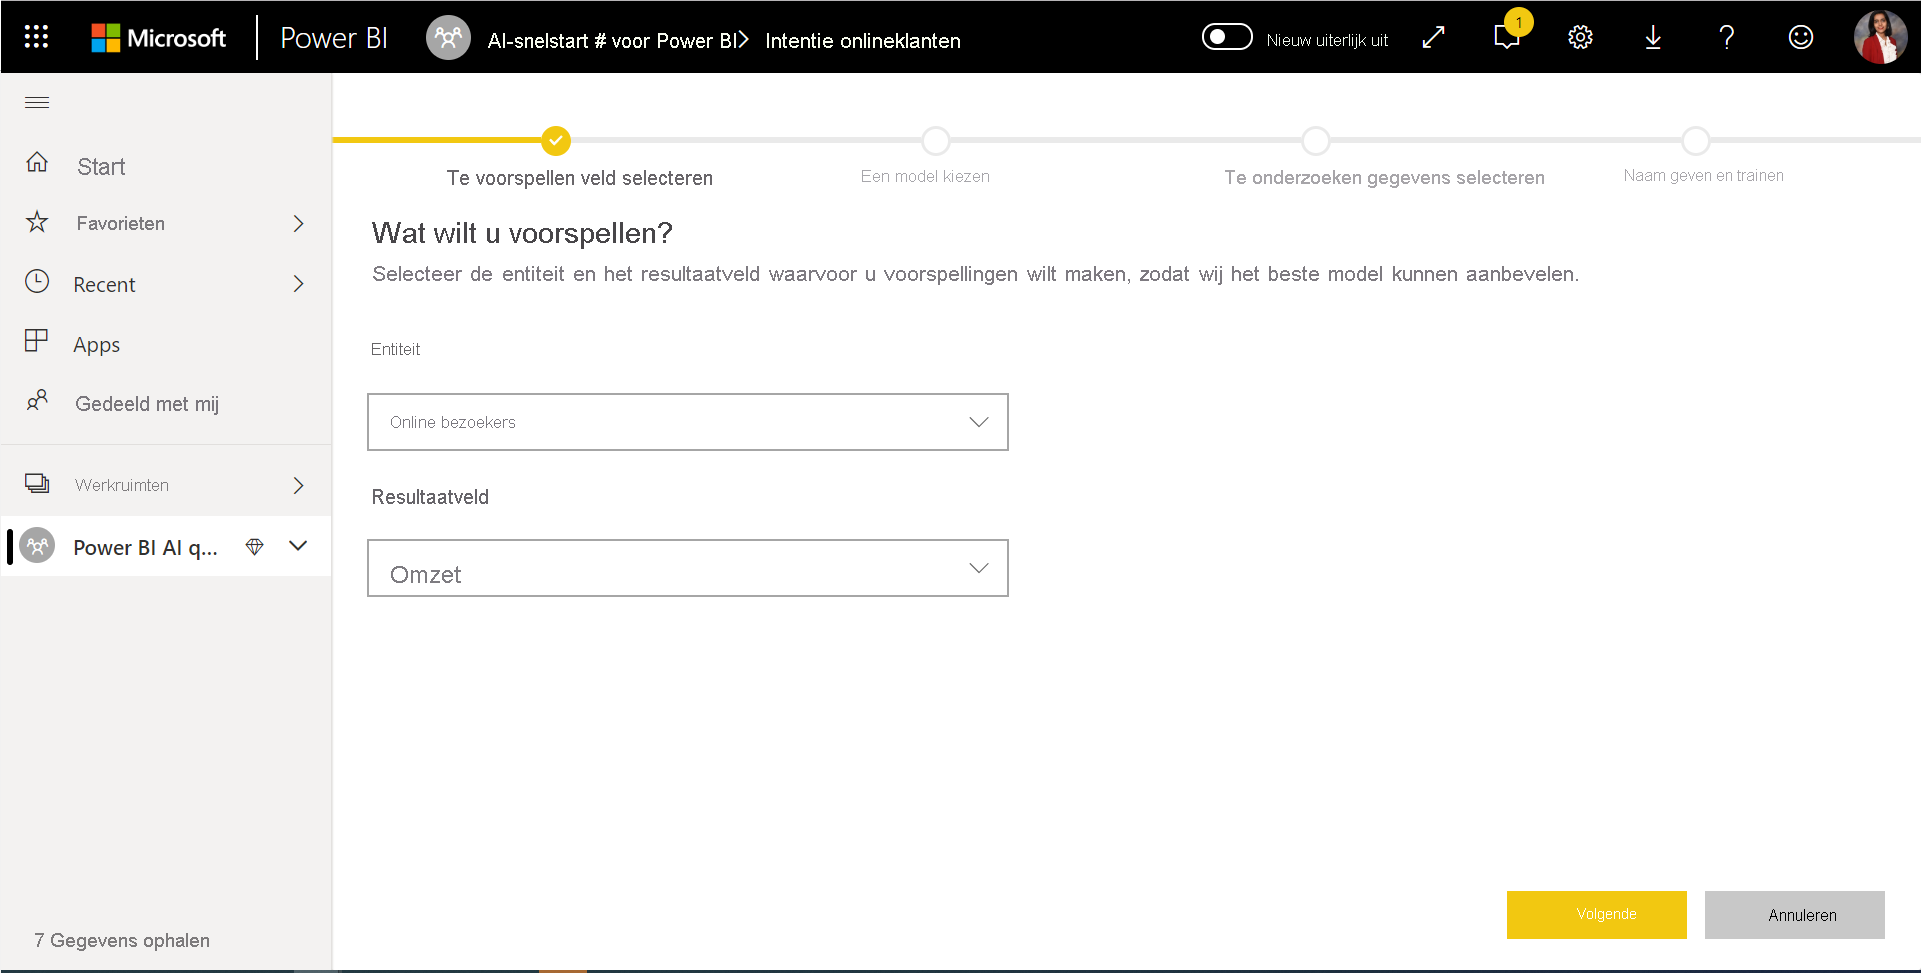 Microsoft
Power BI
AI-snelstart # voor Power BI
Intentie onlineklanten
Nieuw uiterlijk uit
1
Start
Favorieten
Recent
Apps
Gedeeld met mij
Werkruimten
Power BI AI q...
7 Gegevens ophalen
Te voorspellen veld selecteren
Een model kiezen
Te onderzoeken gegevens selecteren
Naam geven en trainen
Wat wilt u voorspellen?
Selecteer de entiteit en het resultaatveld waarvoor u voorspellingen wilt maken, zodat wij het beste model kunnen aanbevelen.
Entiteit
Online bezoekers
Resultaatveld
Omzet
Volgende
Annuleren